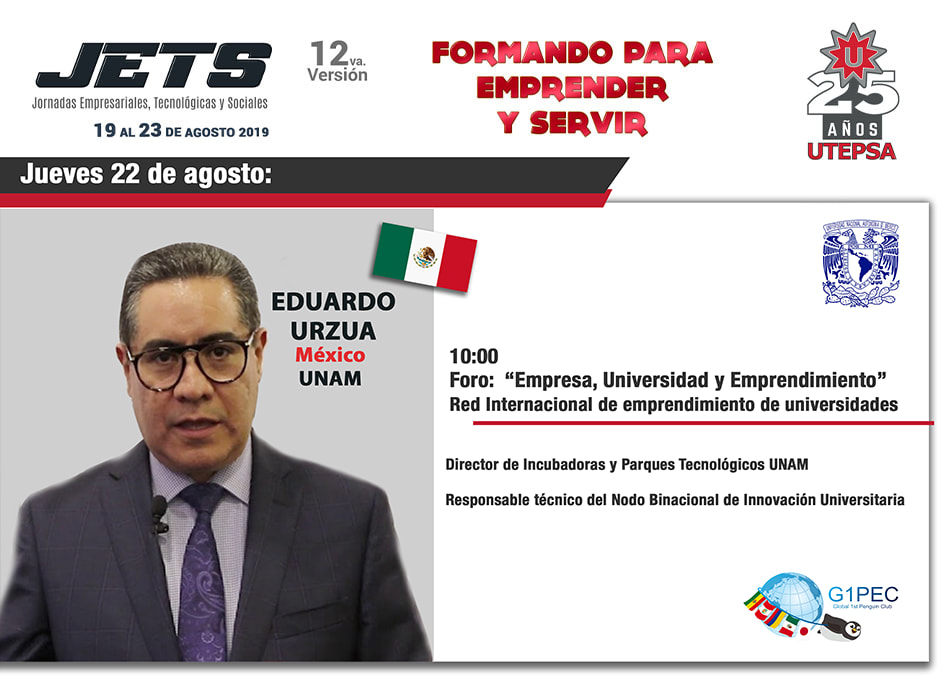 JETS
Jornadas Empresariales, Tecnológicas y Sociales
19 AL 23 DE AGOSTO 2019
12va.
Versión
FORMANDO PARA
EMPRENDER
Y SERVIR
U
25
AÑOS
UTEPSA
Jueves 22 de agosto:
EDUARDO
URZUA
México
UNAM
10:00
Foro: “Empresa, Universidad y Emprendimiento”
Red Internacional de emprendimiento de universidades
Director de Incubadoras y Parques Tecnológicos UNAM
Responsable técnico del Nodo Binacional de Innovación Universitaria
G1PEC
Global 1st Penguin Club